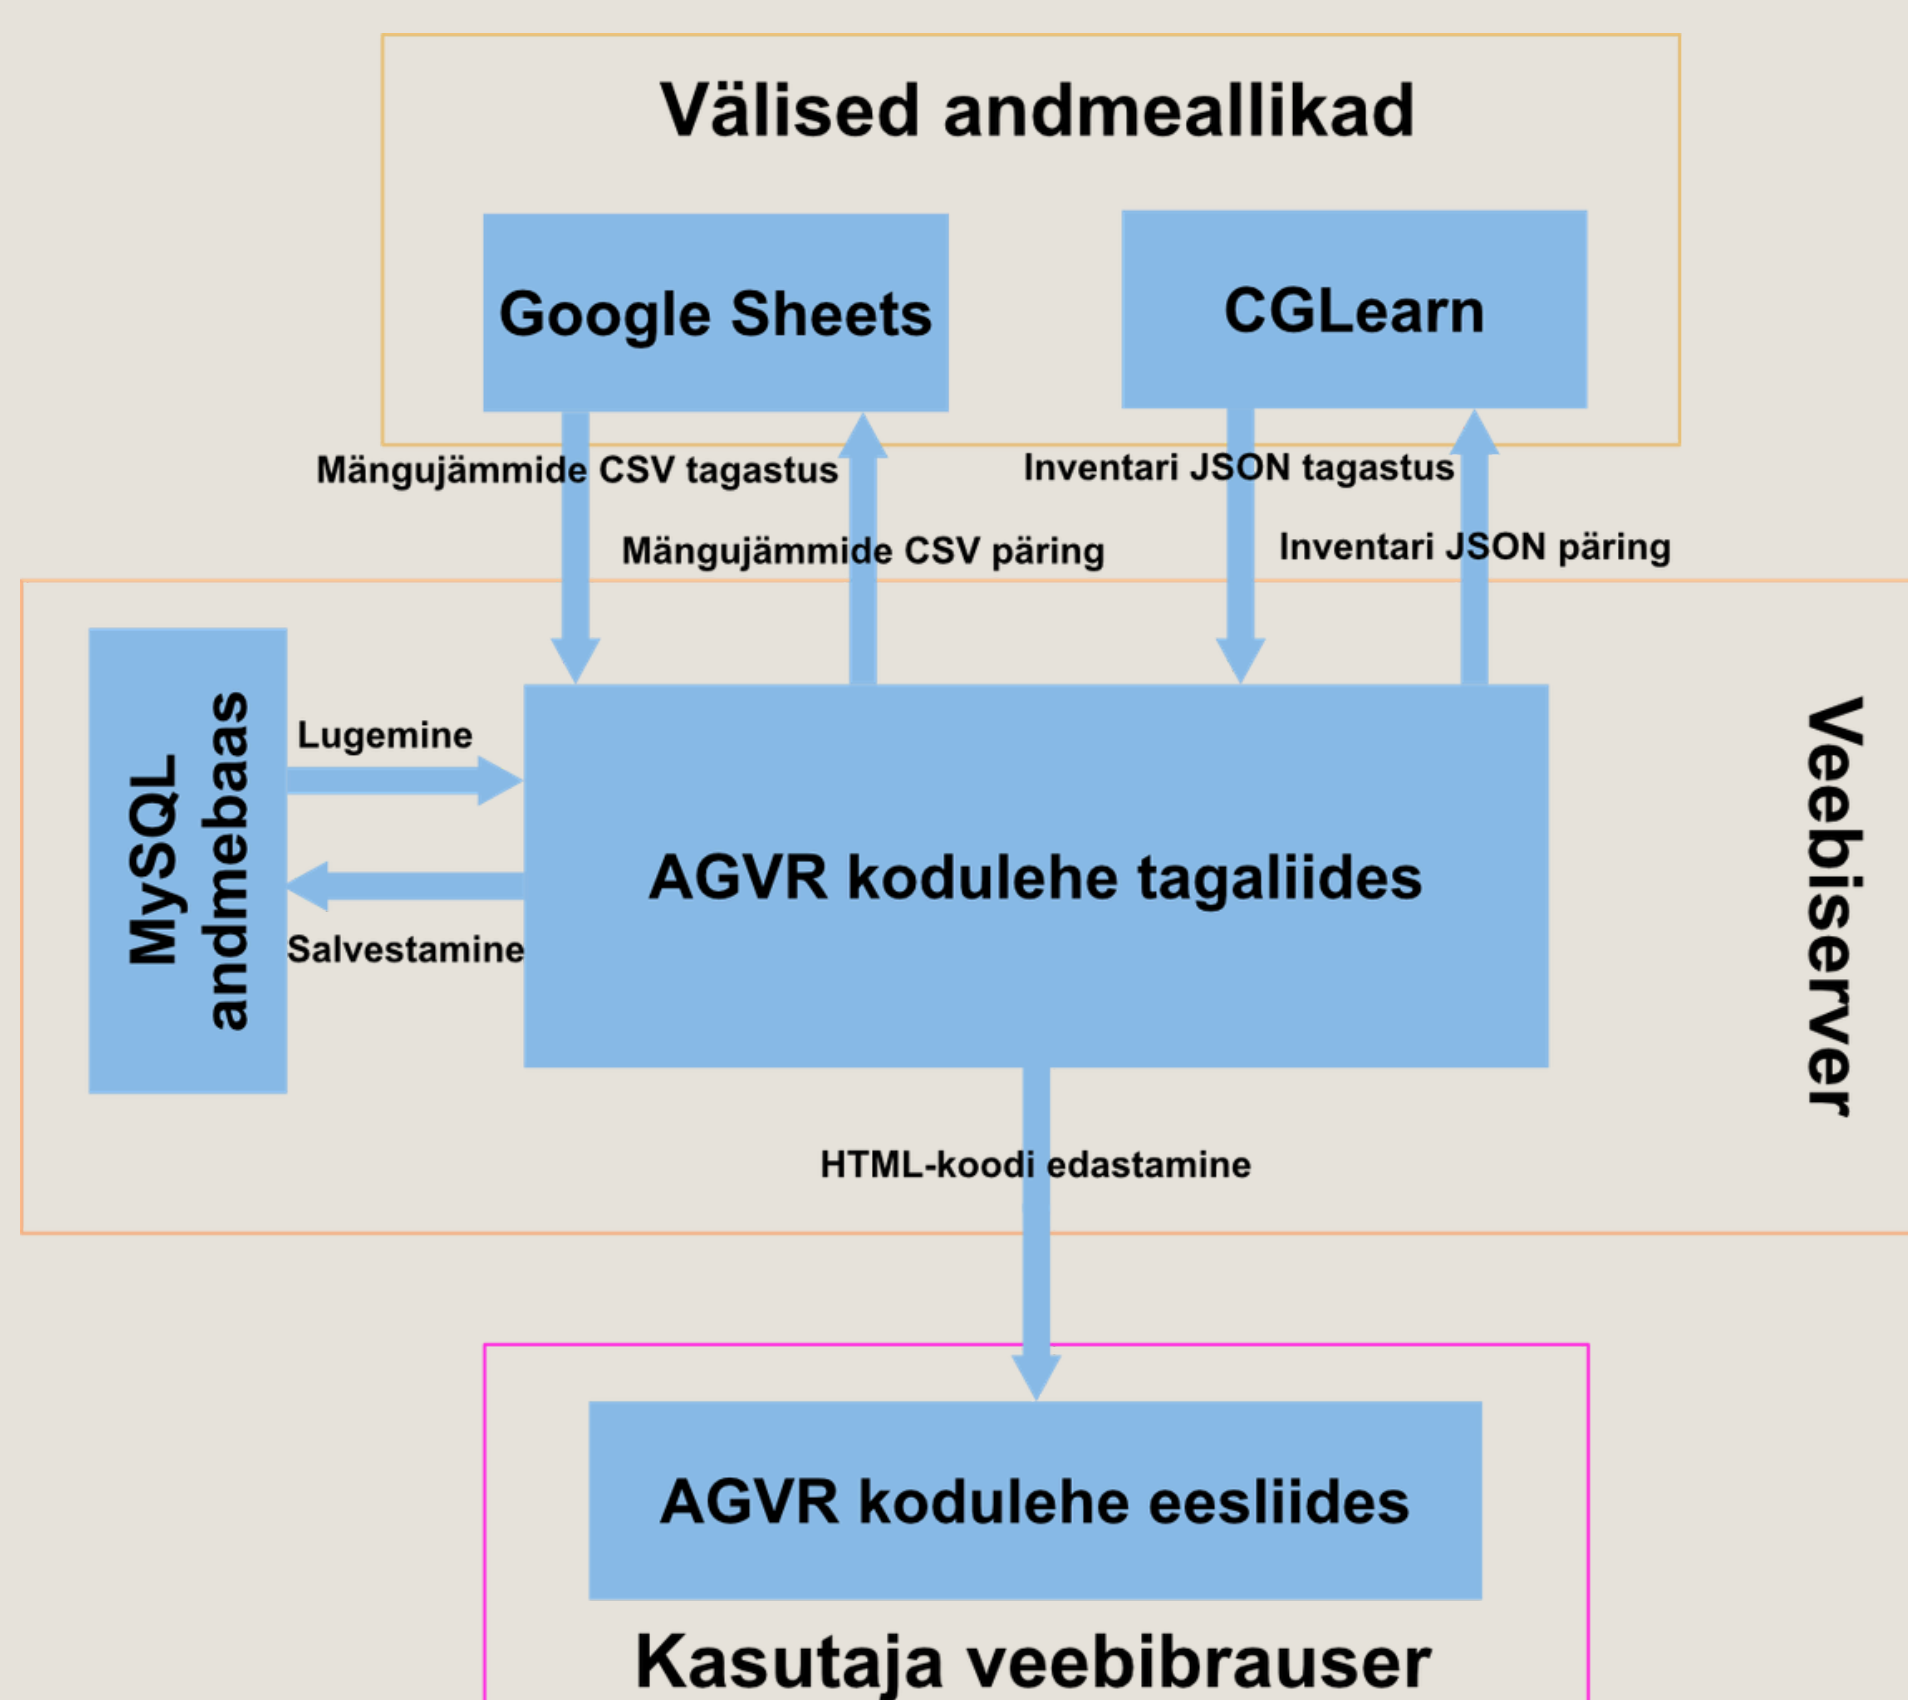 Välised andmeallikad
Google Sheets
CGLearn
Mängujämmide CSV tagastus
Inventari JSON tagastus
Mängujämmide CSV päring
Inventari JSON päring
MySQL
andmebaas
Lugemine
Salvestamine
AGVR kodulehe tagaliides
Veebiserver
HTML-koodi edastamine
AGVR kodulehe eesliides
Kasutaja veebibrauser